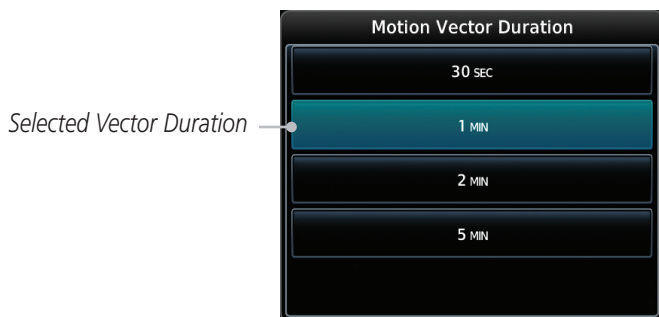 Motion Vector Duration
30 SEC
Selected Vector Duration
1 MIN
2 MIN
5 MIN